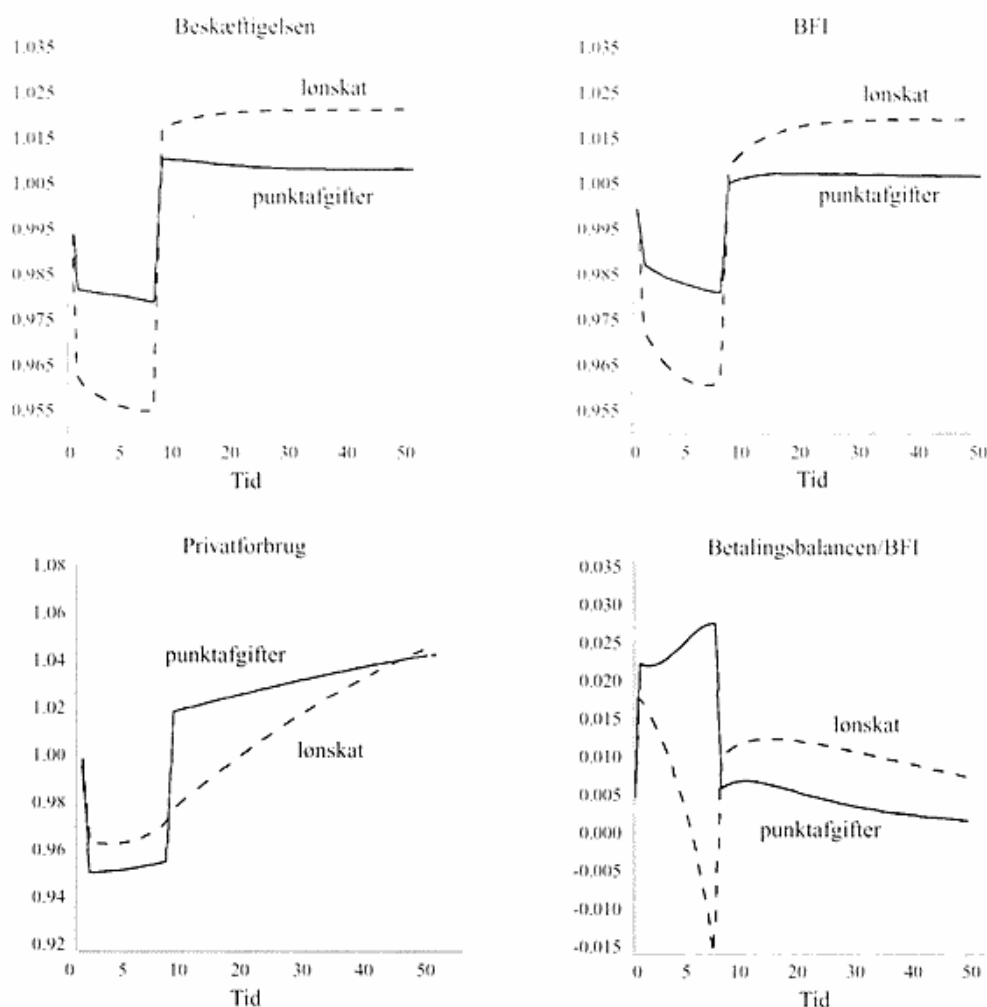 Beskæftigelsen
1.035
1.025
1.015
1.005
0.995
0.985
0.975
0.965
0.955
lønskat
punktafgifter
0 5 10 20 30 40 50
Tid
BFI
1.035
1.025
1.015
1.005
0.995
0.985
0.975
0.965
0.955
lønskat
punktafgifter
0 5 10 20 30 40 50
Tid
Privatforbrug
1.08
1.06
1.04
1.02
1.00
0.98
0.96
0.94
0.92
punktafgifter
lønskat
0 5 10 20 30 40 50
Tid
Betalingsbalancen/BFI
0.035
0.030
0.025
0.020
0.015
0.010
0.005
0.000
-0.005
-0.010
-0.015
lønskat
punktafgifter
0 5 10 20 30 40 50
Tid